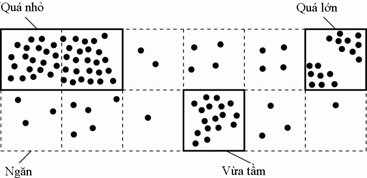 Quá nhỏ
Quá lớn
Ngăn
Vừa tầm